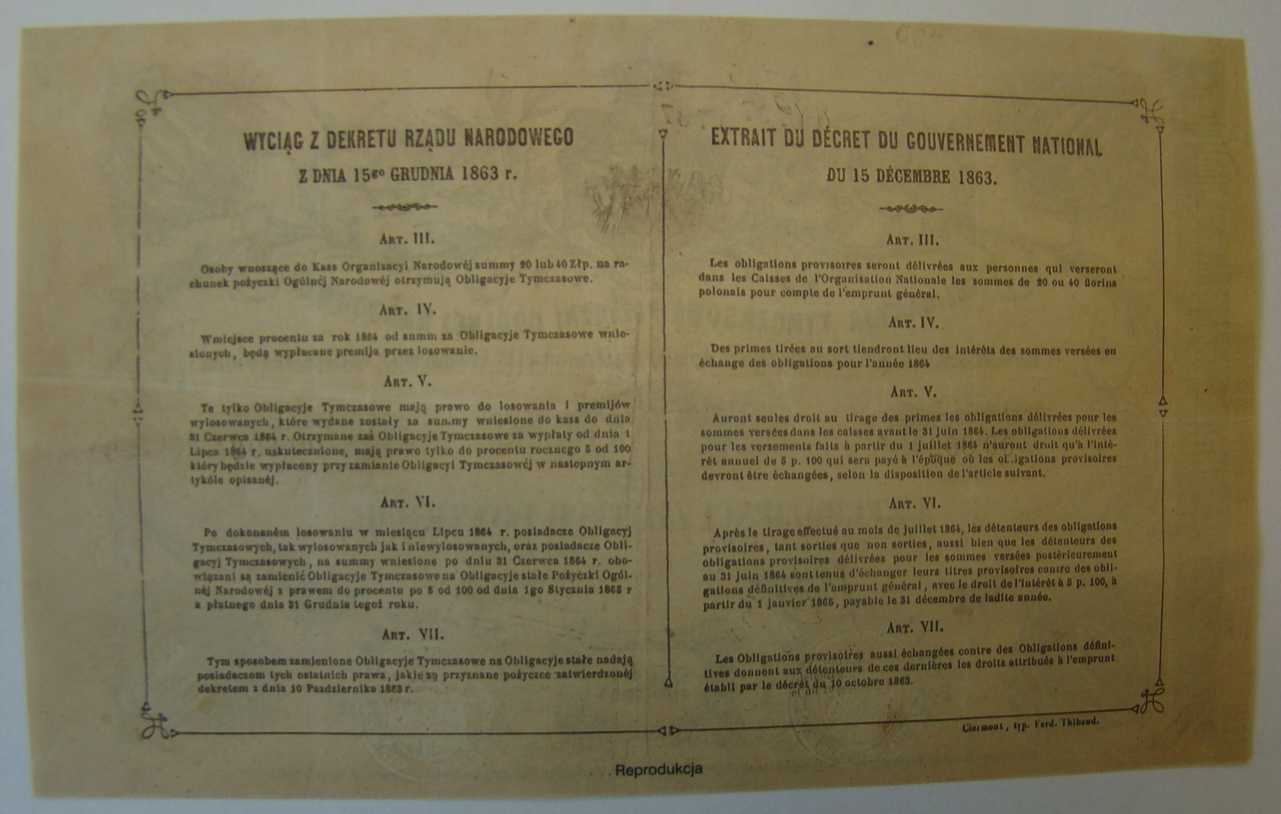 WYCIĄG Z DEKRETU RZĄDU NARODOWEGO
Z DNIA 15go GRUDNIA 1863 r.
Art. III.
Osoby wnoszące do Kass Organizacyi Narodowéj summy 20 lub 40 Złp. na ra-
chunek pożyczki Ogólnéj Narodowéj otrzymują Obligacyje Tymczasowe.
Art. IV.
Wmiejsce procentu za rok 1864 od summ za Obligacyje Tymczasowe wnie-
sionych, będą wypłacane premija przez losowanie.
Art. V.
Te tylko Obligacyje Tymczasowe mają prawo do losowania i premijów
wylosowanych, które wydane zostały za summy wniesione do kass do dnia
31 Czerwca 1864 r. Otrzymane zaś Obligacyje Tymczasowe za wypłaty od dnia 1
Lipca 1864 r. uskutecznione, mają prawo tylko do procentu rocznego 5 od 100
który będzie wypłacony przy zamianie Obligacyi Tymczasowéj w nastopnym ar-
tykóle opisanéj.
Art. VI.
Po dokonaném losowaniu w miesiącu Lipcu 1864 r. posiadacze Obligacyj
Tymczasowych, tak wylosowanych jak i niewylosowanych, oraz posiadacze Obli-
gacyj Tymczasowych, na summy wniesione po dniu 31 Czerwca 1864 r. obo-
wiązani są zamienić Obligacyje Tymczasowe na Obligacyje stałe Pożyczki Ogól-
néj Narodowéj z prawem do procentu po 5 od 100 od dnia 1go Stycznia 1865 r
a płatnego dnia 31 Grudnia tegoż roku.
Art. VII.
Tym sposobem zamienione Obligacyje Tymczasowe na Obligacyje stałe nadają
posiadaczom tych ostatnich prawa, jakie są przyznane pożyczce zatwierdzonéj
dekretem z dnia 10 Pazdziernika 1863 r.
EXTRAIT DU DÉCRET DU GOUVERNEMENT NATIONAL
DU 15 DÉCEMBRE 1863.
Art. III.
Les obligations provisoires seront délivrées aux personnes qui verseront
dans les Caisses de l'Organisation Nationale les sommes de 20 ou 40 florins
polonais pour compte de l'emprunt général.
Art. IV.
Des primes tirées au sort tiendront lieu des intérêts des sommes versées en
échange des obligations pour l'année 1864
Art. V.
Auront seules droit au tirage des primes les obligations délivrées pour les
sommes versées dans les caisses avant le 31 juin 1864. Les obligations délivrées
pour les versements faits à partir du 1 juillet 1864 n'auront droit qu'à l'inté-
rêt annuel de 5 p. 100 qui sera payé à l'époque où les obligations provisoires
devront être échangées, selon la disposition de l'article suivant.
Art. VI.
Après le tirage effectué au mois de juillet 1864, les détenteurs des obligations
provisoires, tant sorties que non sorties, aussi bien que les détenteurs des
obligations provisoires délivrées pour les sommes versées postérieurement
au 31 juin 1864 sont tenus d'échanger leurs titres provisoires contre des obli-
gations définitives de l'emprunt général, avec le droit de l'intérêt à 5 p. 100, à
partir du 1 janvier 1865, payable le 31 décembre de ladite année.
Art. VII.
Les Obligations provisoires aussi échangées contre des Obligations défini-
tives donnent aux détenteurs de ces dernières les droits attribués à l'emprunt
établi par le décret du 10 octobre 1863.
Clermont, typ. Ferd. Thibaud.
Reprodukcja